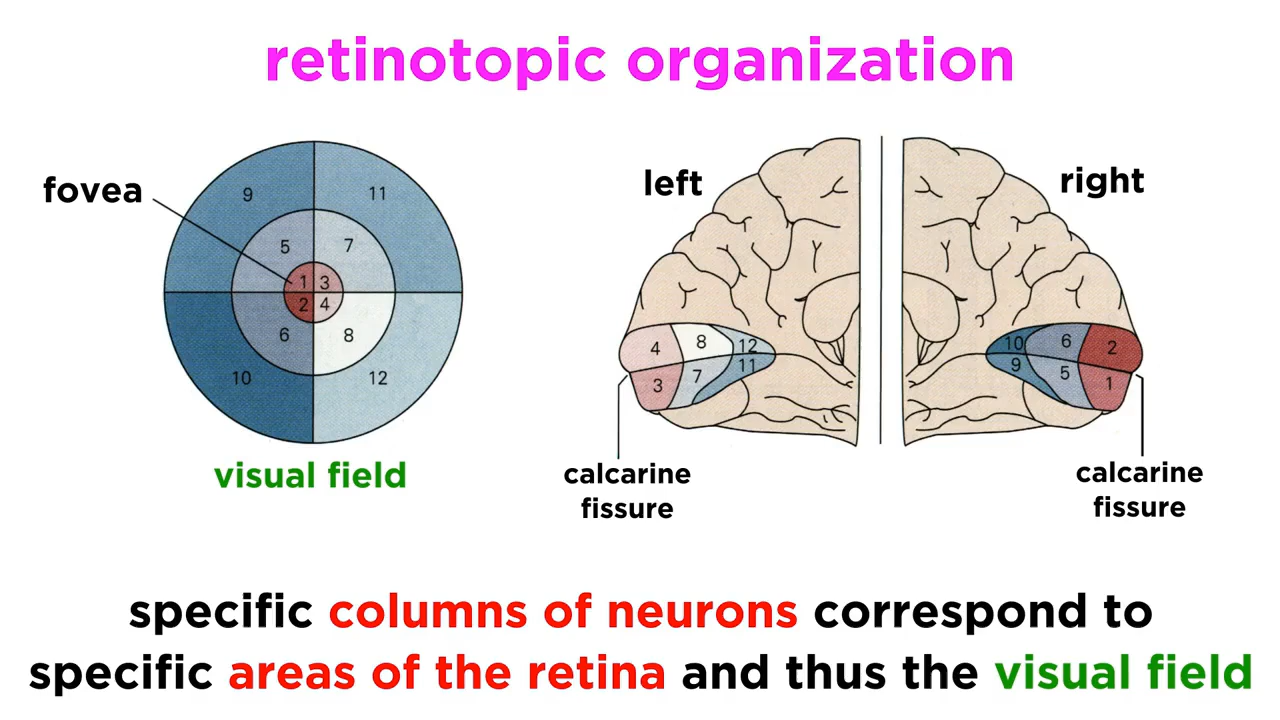 retinotopic organization
fovea
9
11
5
7
1
3
2
4
6
8
10
12
visual field
left
right
4
8
12
3
7
11
10
6
2
9
5
1
calcarine
fissure
calcarine
fissure
specific columns of neurons correspond to
specific areas of the retina and thus the visual field